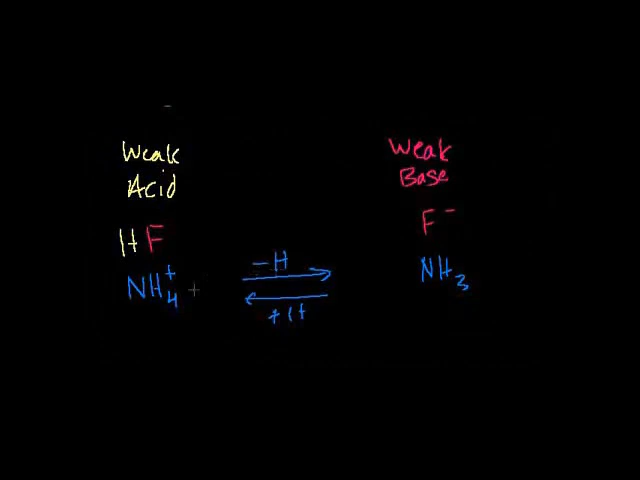 Weak
Acid
HF
NH₄⁺
-H
+H
Weak
Base
F⁻
NH₃